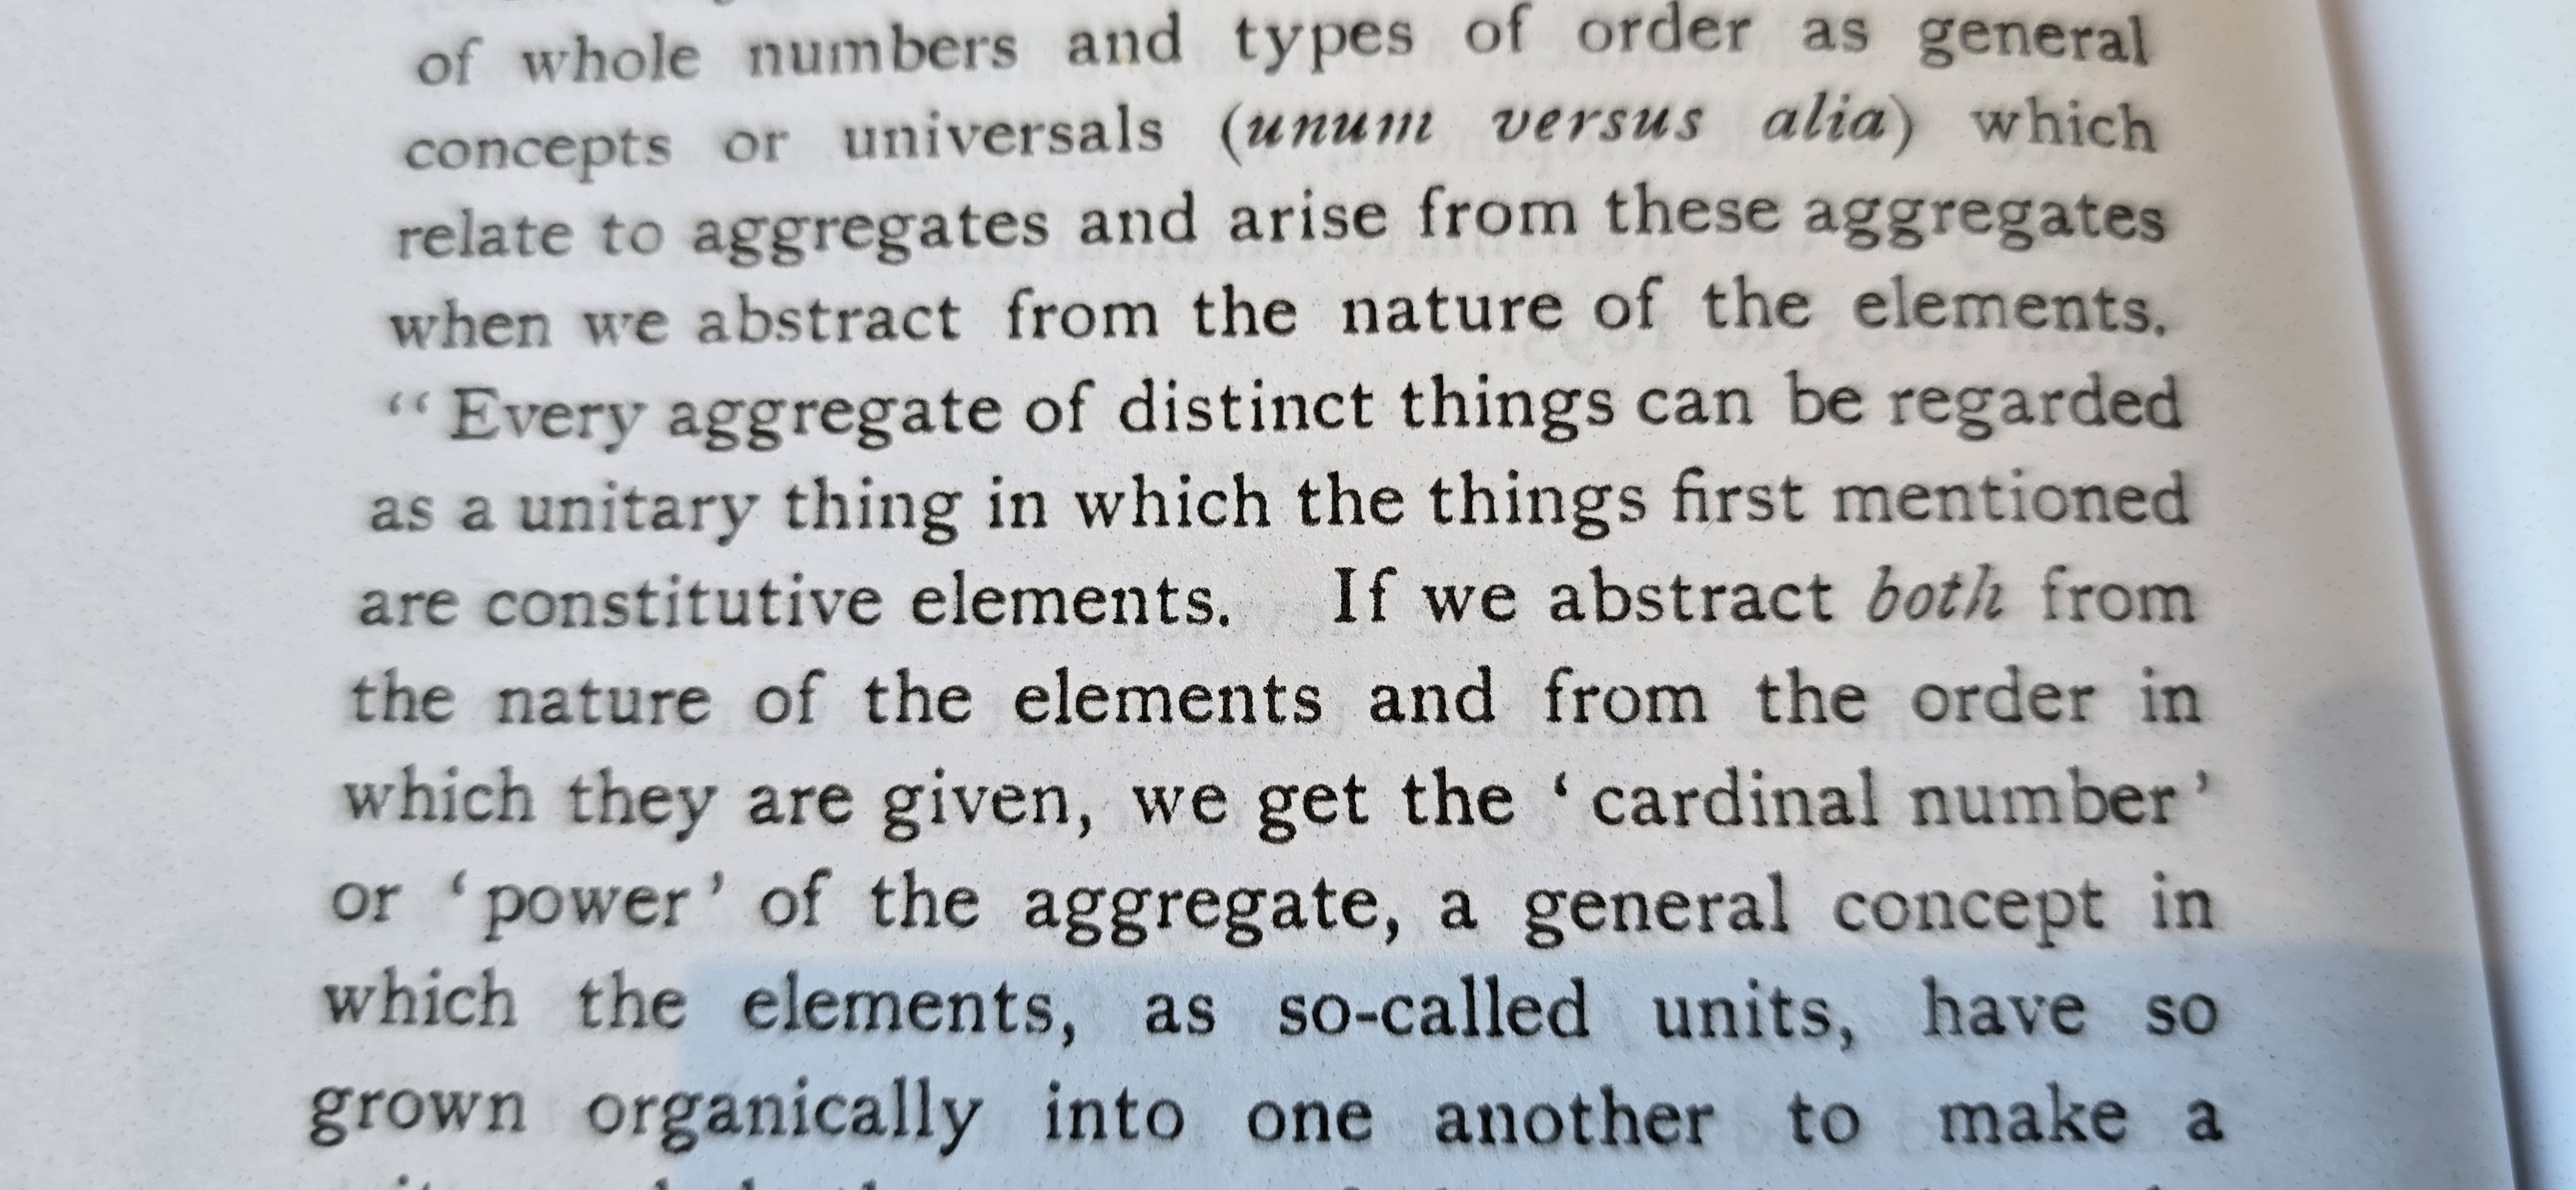 of whole numbers and types of order as general
concepts or universals (unum versus alia) which
relate to aggregates and arise from these aggregates
when we abstract from the nature of the elements.
“Every aggregate of distinct things can be regarded
as a unitary thing in which the things first mentioned
are constitutive elements. If we abstract both from
the nature of the elements and from the order in
which they are given, we get the ‘cardinal number’
or ‘power’ of the aggregate, a general concept in
which the elements, as so-called units, have so
grown organically into one another to make a